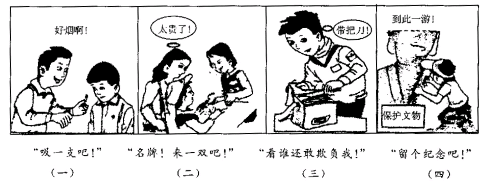 好烟啊!
太贵了!
带把刀!
到此一游!
保护文物
"吸一支吧!"
"名牌!来一双吧!"
"看谁还敢欺负我!"
"留个纪念吧!"
(一)
(二)
(三)
(四)